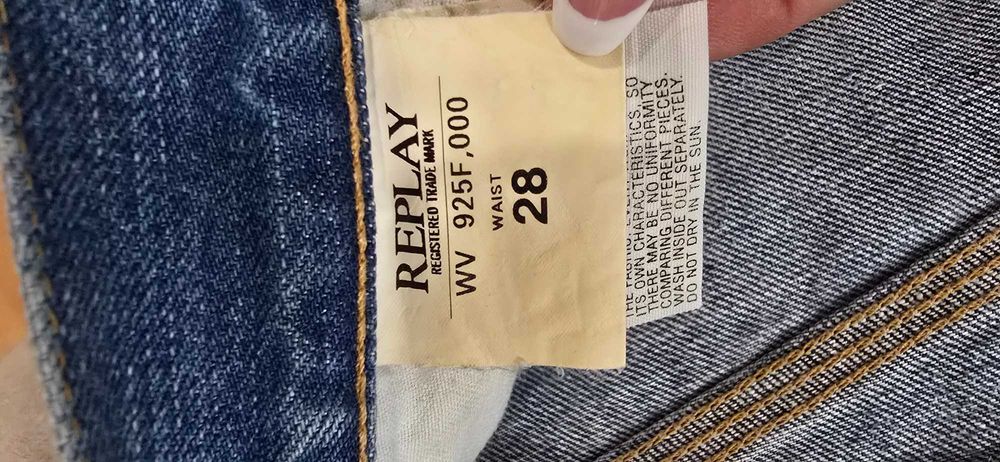 REPLAY
REGISTERED TRADE MARK
WV 925F,000
WAIST
28
ITS OWN CHARACTERISTICS, SO
THERE MAY BE NO UNIFORMITY
COMPARING DIFFERENT PIECES.
WASH INSIDE OUT SEPARATELY.
DO NOT DRY IN THE SUN.